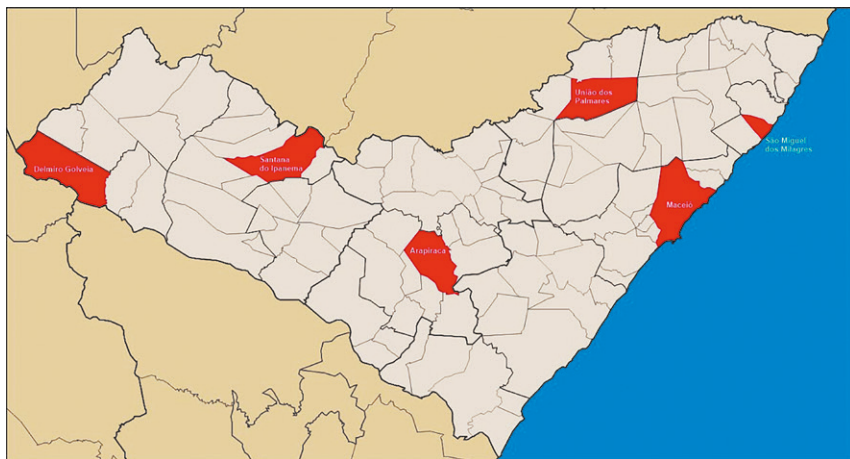 União dos
Palmares
São Miguel
dos Milagres
Santana
do Ipanema
Delmiro Golveia
Maceió
Arapiraca